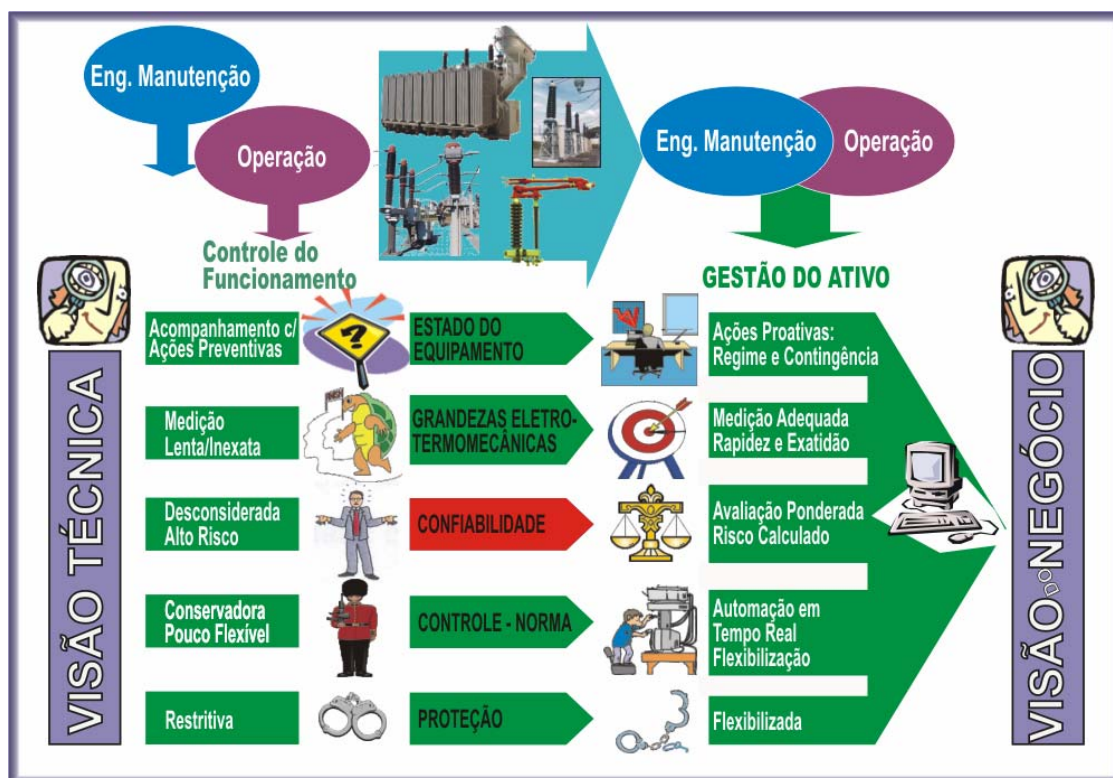 Eng. Manutenção
Operação
Eng. Manutenção
Operação
Controle do
Funcionamento
GESTÃO DO ATIVO
VISÃO TÉCNICA
Acompanhamento c/
Ações Preventivas
?
ESTADO DO
EQUIPAMENTO
Ações Proativas:
Regime e Contingência
Medição
Lenta/Inexata
GRANDEZAS ELETRO-
TERMOMECÂNICAS
Medição Adequada
Rapidez e Exatidão
Desconsiderada
Alto Risco
CONFIABILIDADE
Avaliação Ponderada
Risco Calculado
Conservadora
Pouco Flexível
CONTROLE - NORMA
Automação em
Tempo Real
Flexibilização
Restritiva
PROTEÇÃO
Flexibilizada
VISÃO DO NEGÓCIO